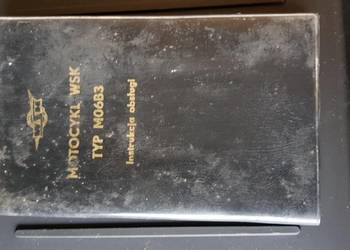 MOTOCYKL WSK
TYP M06B3
Instrukcja obsługi